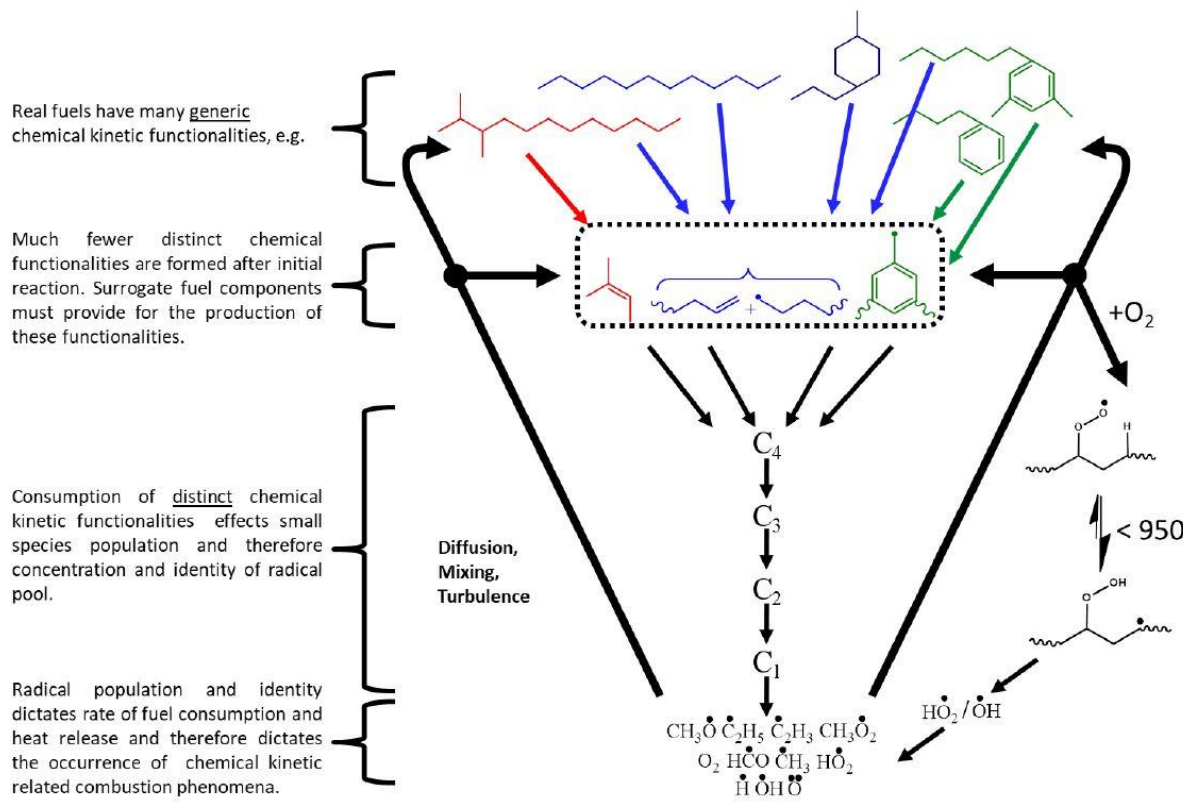 Real fuels have many generic
chemical kinetic functionalities, e.g.
Much fewer distinct chemical
functionalities are formed after initial
reaction. Surrogate fuel components
must provide for the production of
these functionalities.
+
+O₂
Consumption of distinct chemical
kinetic functionalities effects small
species population and therefore
concentration and identity of radical
pool.
Diffusion,
Mixing,
Turbulence
C₄
C₃
C₂
C₁
O O H
< 950
O OH
HO₂ / OH
Radical population and identity
dictates rate of fuel consumption and
heat release and therefore dictates
the occurrence of chemical kinetic
related combustion phenomena.
CH₃O C₂H₅ C₂H₃ CH₃O₂
O₂ HCO CH₃ HO₂
H OH O